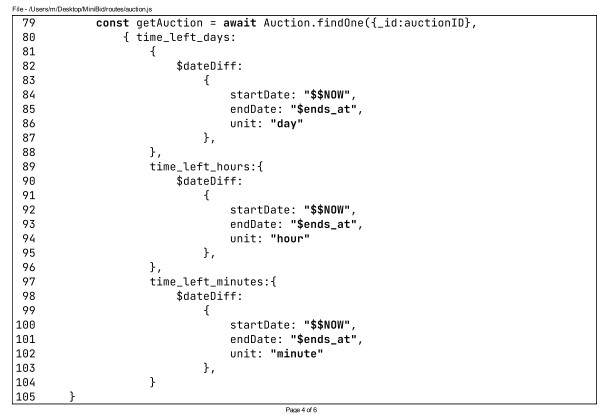 File - /Users/m/Desktop/MiniBid/routes/auction.js
79         const getAuction = await Auction.findOne({_id:auctionID},
80             { time_left_days:
81                 {
82                     $dateDiff:
83                         {
84                             startDate: "$$NOW",
85                             endDate: "$ends_at",
86                             unit: "day"
87                         },
88                 },
89                 time_left_hours:{
90                     $dateDiff:
91                         {
92                             startDate: "$$NOW",
93                             endDate: "$ends_at",
94                             unit: "hour"
95                         },
96                 },
97                 time_left_minutes:{
98                     $dateDiff:
99                         {
100                            startDate: "$$NOW",
101                            endDate: "$ends_at",
102                            unit: "minute"
103                        },
104                }
105     }
Page 4 of 6